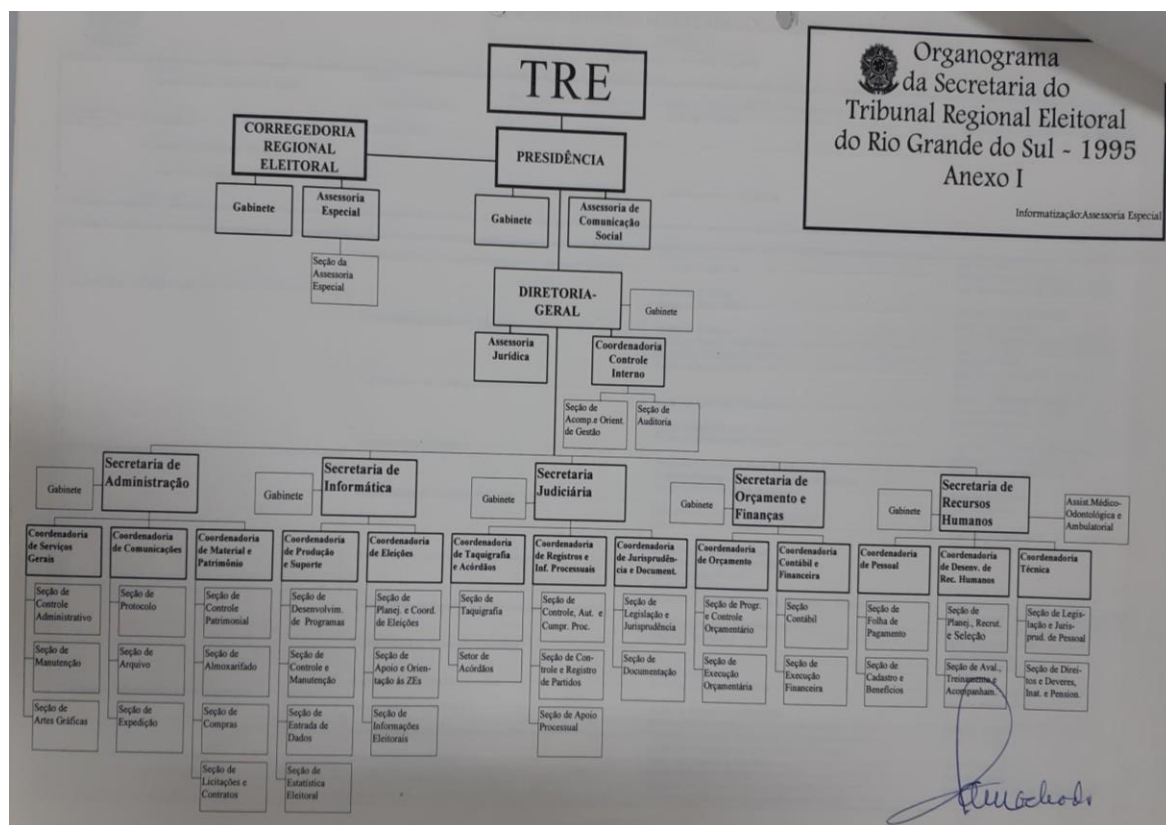 Organograma
da Secretaria do
Tribunal Regional Eleitoral
do Rio Grande do Sul - 1995
Anexo I
Informatização:Assessoria Especial
TRE
CORREGEDORIA
REGIONAL
ELEITORAL
PRESIDÊNCIA
Gabinete
Assessoria
Especial
Seção da
Assessoria
Especial
Gabinete
Assessoria de
Comunicação
Social
DIRETORIA-
GERAL
Gabinete
Assessoria
Jurídica
Coordenadoria
Controle
Interno
Seção de
Acomp.e Orient.
de Gestão
Seção de
Auditoria
Gabinete
Secretaria de
Administração
Coordenadoria
de Serviços
Gerais
Seção de
Controle
Administrativo
Seção de
Manutenção
Seção de
Artes Gráficas
Coordenadoria
de Comunicações
Seção de
Protocolo
Seção de
Arquivo
Seção de
Expedição
Coordenadoria
de Material e
Patrimônio
Seção de
Controle
Patrimonial
Seção de
Almoxarifado
Seção de
Compras
Seção de
Licitações e
Contratos
Gabinete
Secretaria de
Informática
Coordenadoria
de Produção
e Suporte
Seção de
Desenvolvim.
de Programas
Seção de
Controle e
Manutenção
Seção de
Entrada de
Dados
Seção de
Estatística
Eleitoral
Coordenadoria
de Eleições
Seção de
Planej. e Coord.
de Eleições
Seção de
Apoio e Orien-
tação às ZEs
Seção de
Informações
Eleitorais
Gabinete
Secretaria
Judiciária
Coordenadoria
de Taquigrafia
e Acórdãos
Seção de
Taquigrafia
Setor de
Acórdãos
Coordenadoria
de Registros e
Inf. Processuais
Seção de
Controle, Aut. e
Cumpr. Proc.
Seção de Con-
trole e Registro
de Partidos
Seção de Apoio
Processual
Coordenadoria
de Jurisprudên-
cia e Document.
Seção de
Legislação e
Jurisprudência
Seção de
Documentação
Gabinete
Secretaria de
Orçamento e
Finanças
Coordenadoria
de Orçamento
Seção de Progr.
e Controle
Orçamentário
Seção de
Execução
Orçamentária
Coordenadoria
Contábil e
Financeira
Seção
Contábil
Seção de
Execução
Financeira
Gabinete
Secretaria de
Recursos
Humanos
Assist.Médico-
Odontológica e
Ambulatorial
Coordenadoria
de Pessoal
Seção de
Folha de
Pagamento
Seção de
Cadastro e
Benefícios
Coordenadoria
de Desenv. de
Rec. Humanos
Seção de
Planej., Recrut.
e Seleção
Seção de Aval.,
Treinamento e
Acompanham.
Coordenadoria
Técnica
Seção de Legis-
lação e Juris-
prud. de Pessoal
Seção de Direi-
tos e Deveres,
Inat. e Pension.